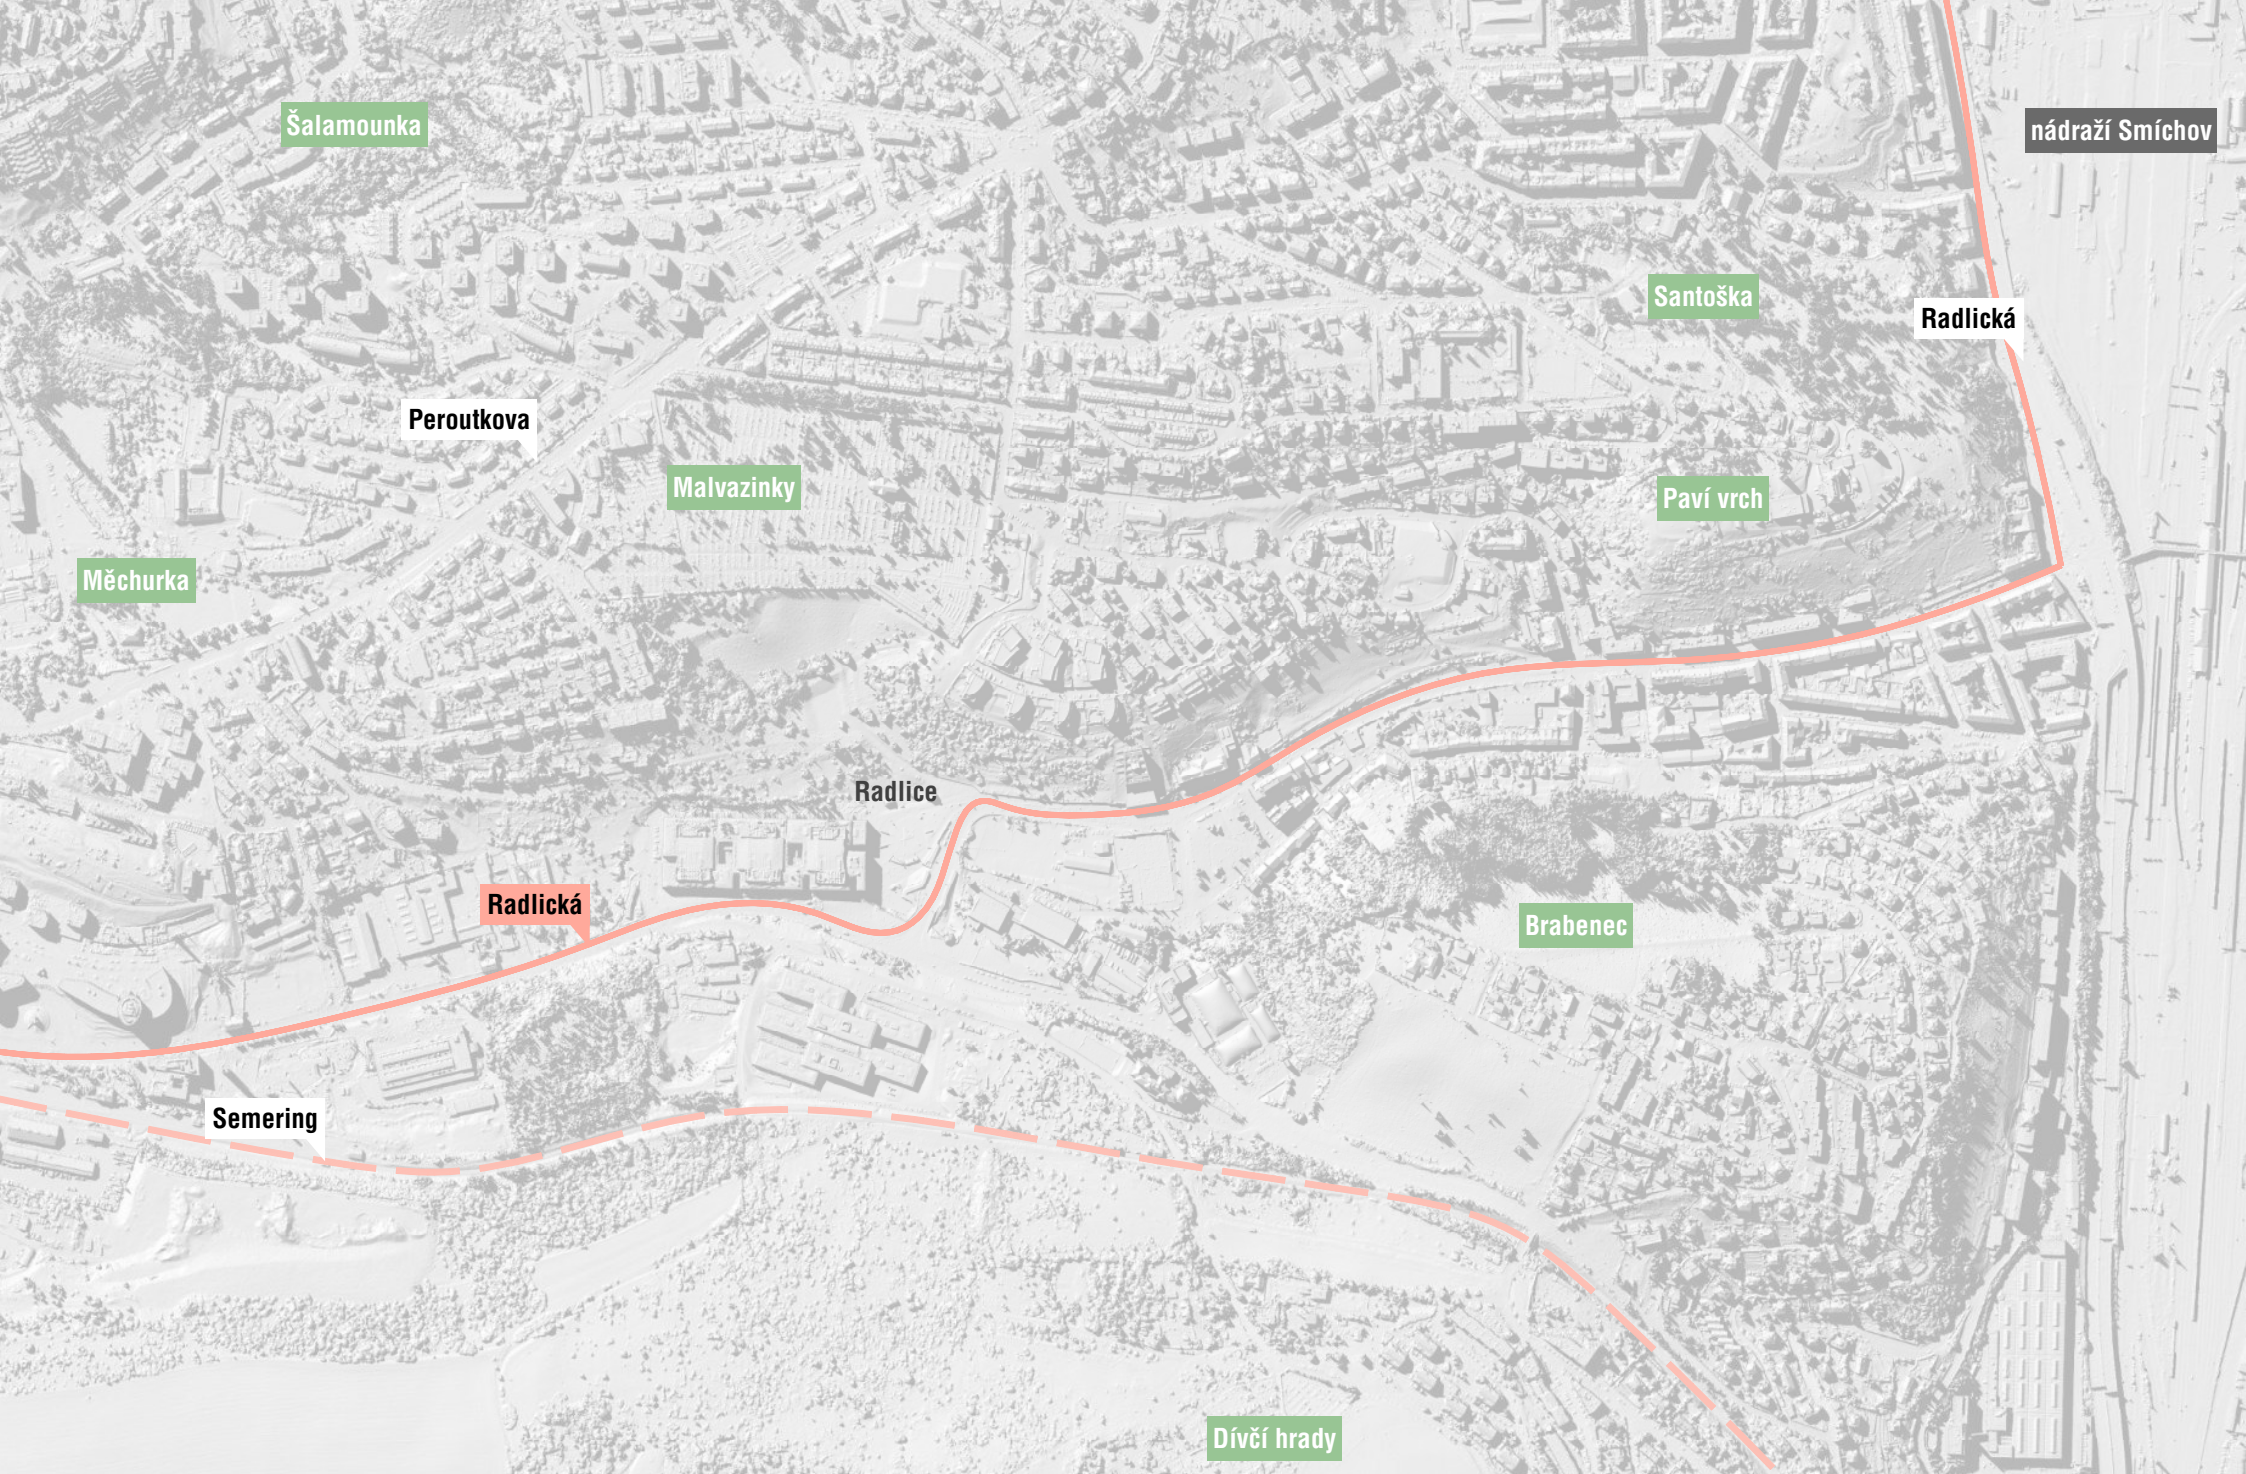 Šalamounka
nádraží Smíchov
Santoška
Radlická
Peroutkova
Malvazinky
Paví vrch
Měchurka
Radlice
Radlická
Brabenec
Semering
Dívčí hrady